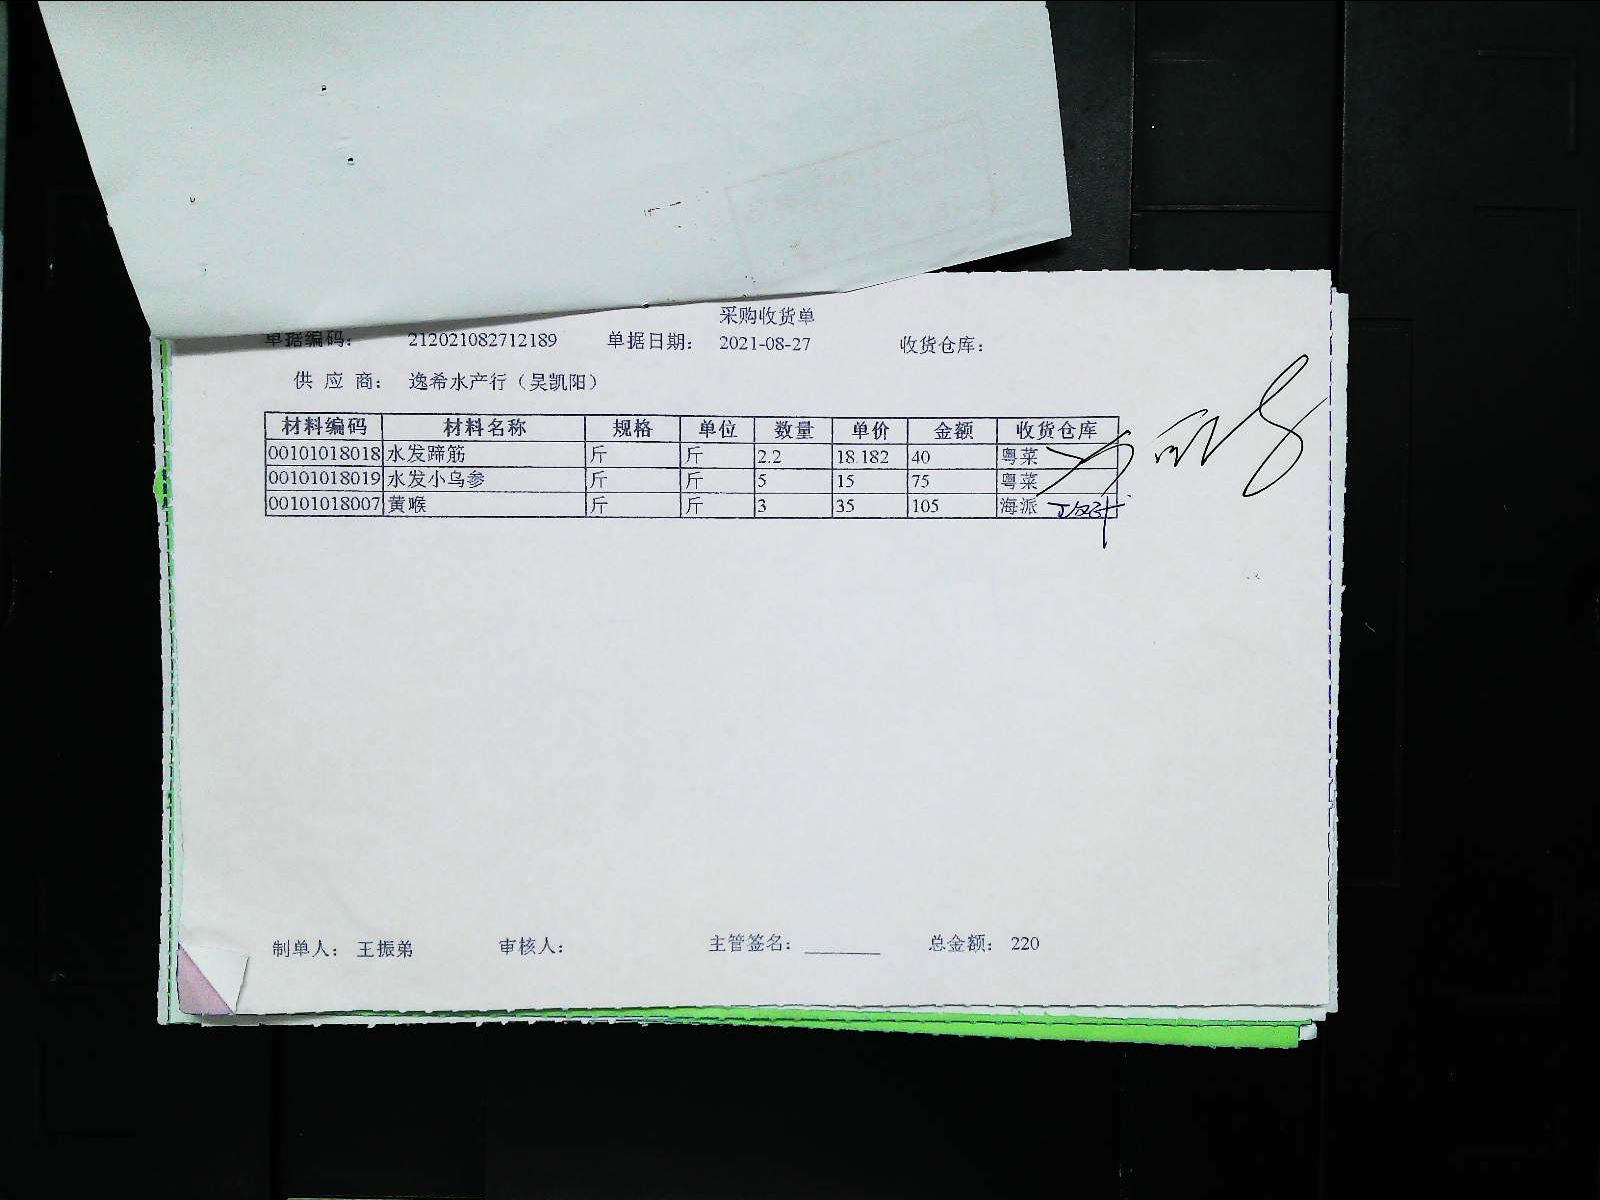 采购收货单
单据编码： 212021082712189 单据日期： 2021-08-27 收货仓库：
供 应 商： 逸希水产行（吴凯阳）
材料编码 材料名称 规格 单位 数量 单价 金额 收货仓库
00101018018 水发蹄筋 斤 斤 2.2 18.182 40 粤菜
00101018019 水发小乌参 斤 斤 5 15 75 粤菜
00101018007 黄喉 斤 斤 3 35 105 海派
制单人： 王振弟 审核人： 主管签名： 总金额： 220